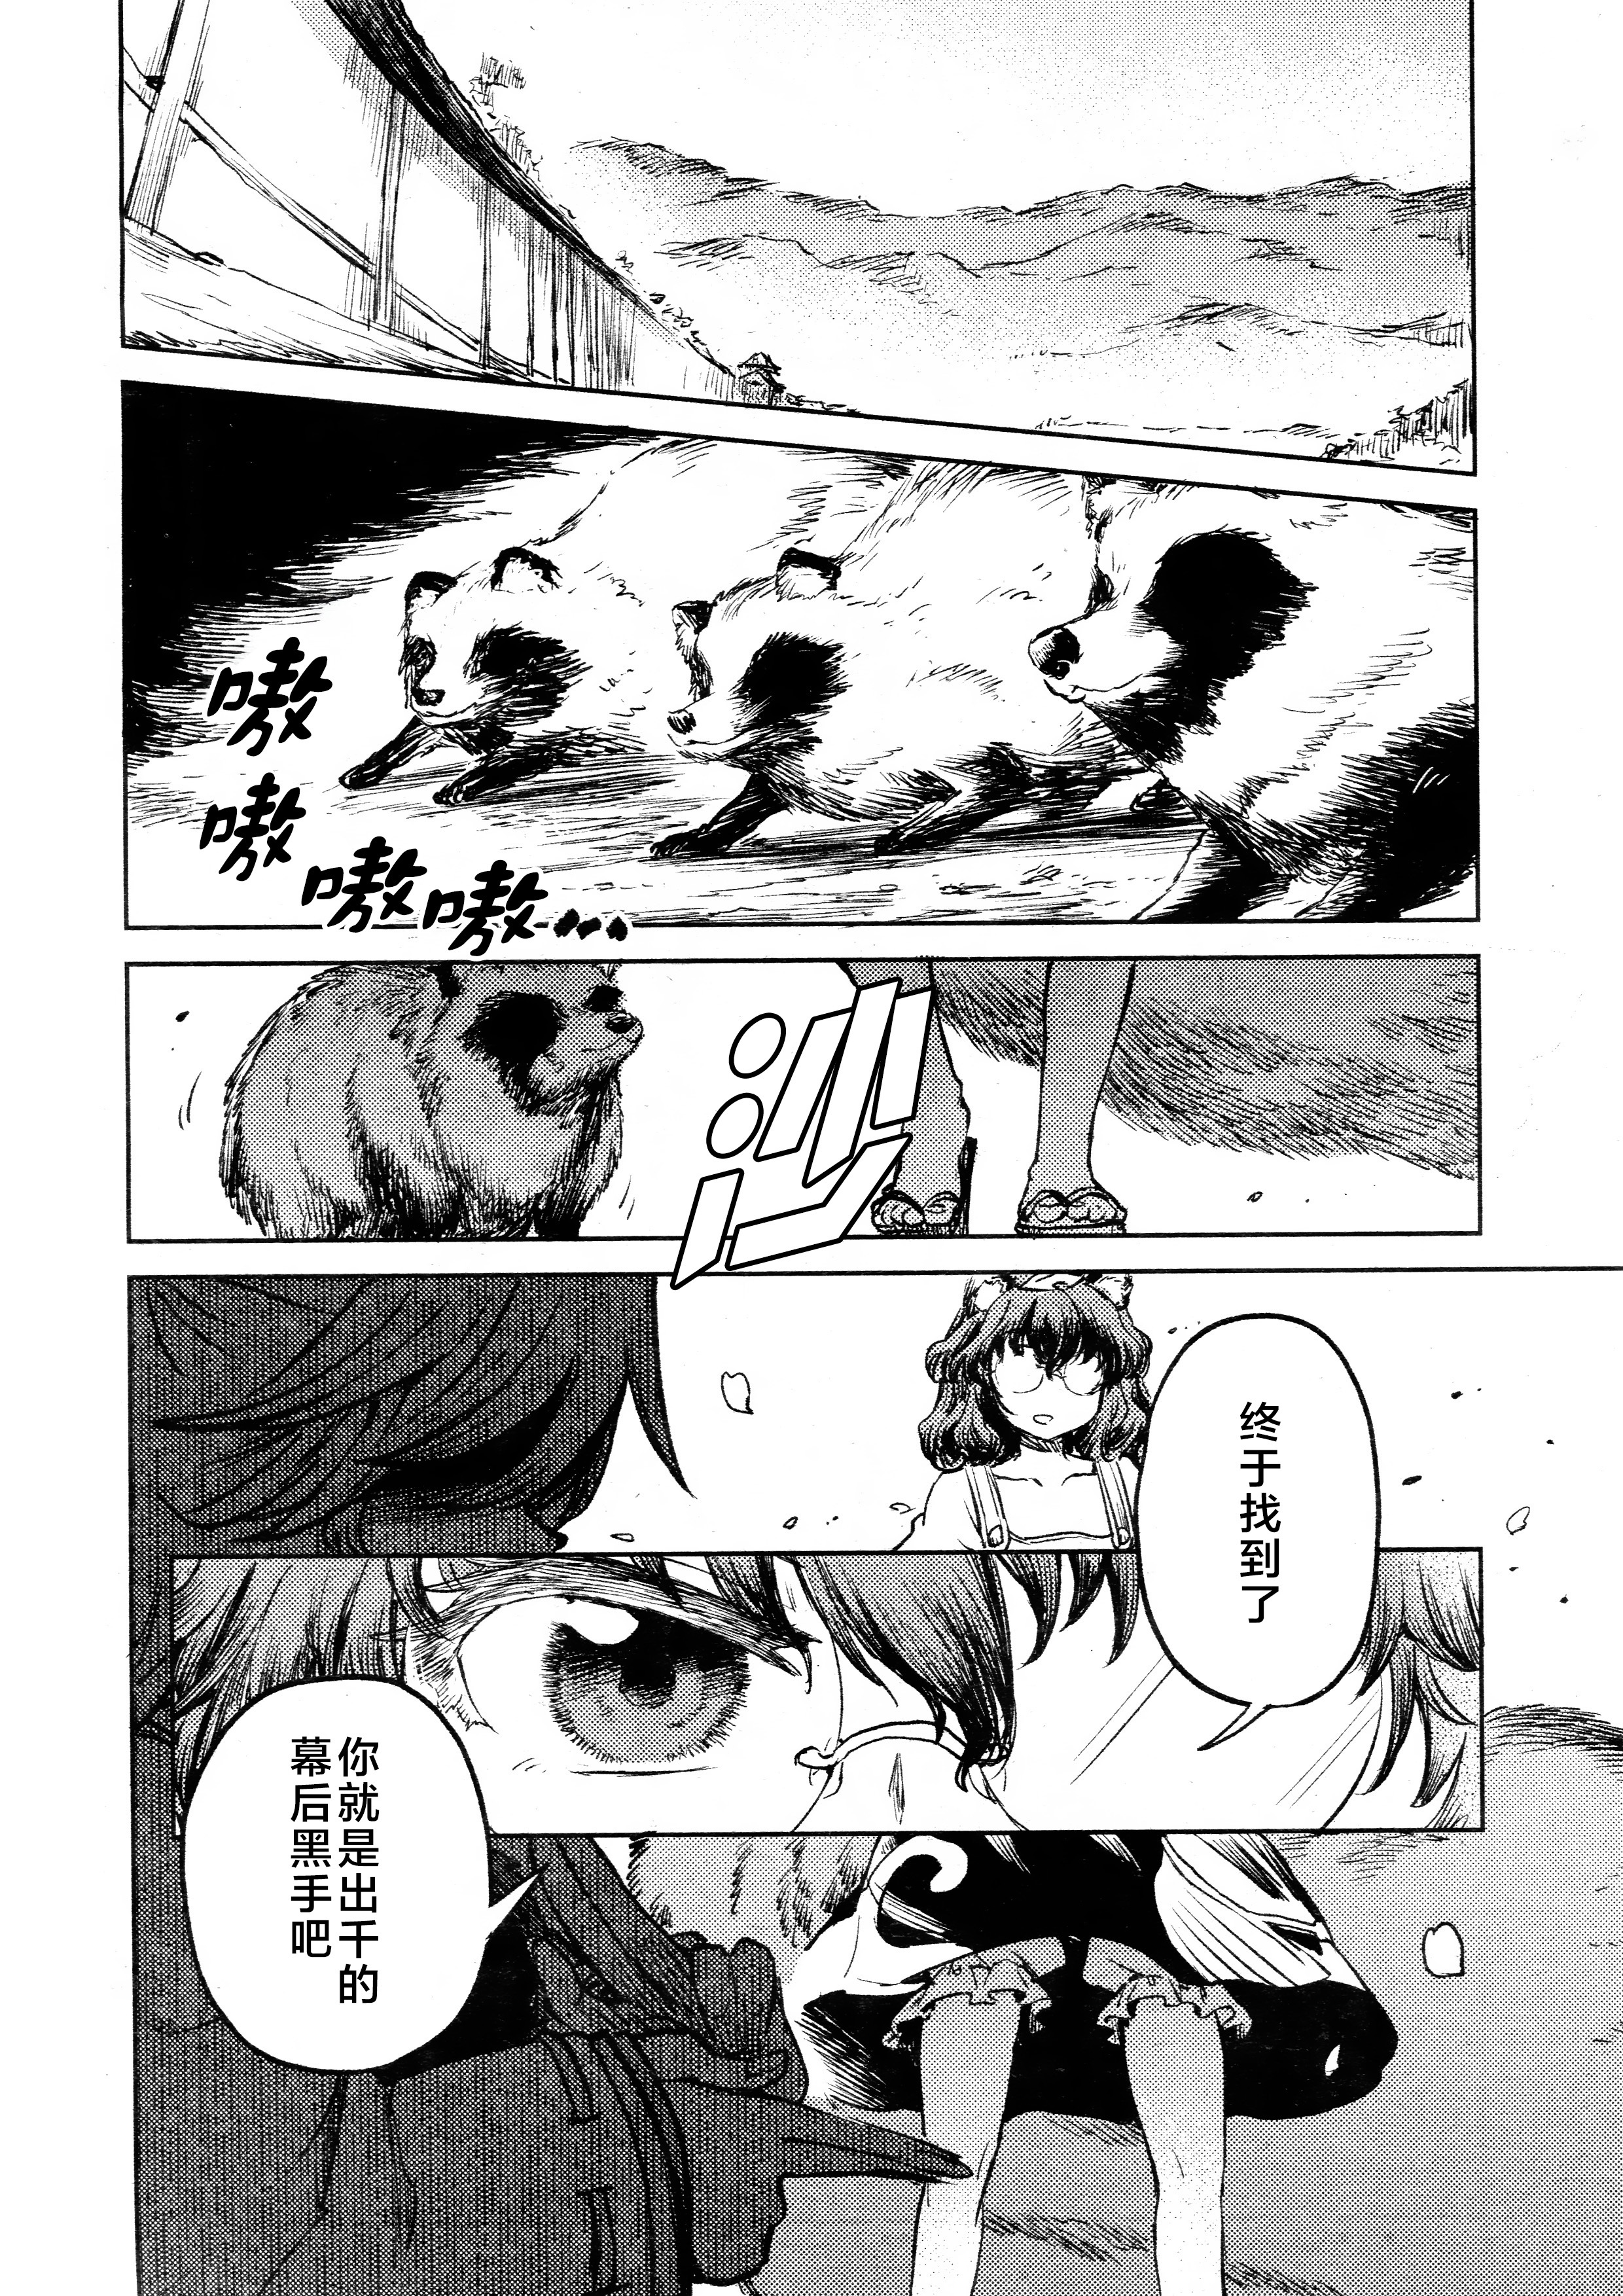 嗷
嗷
嗷
嗷…
沙
终于找到了
你就是出千的
幕后黑手吧